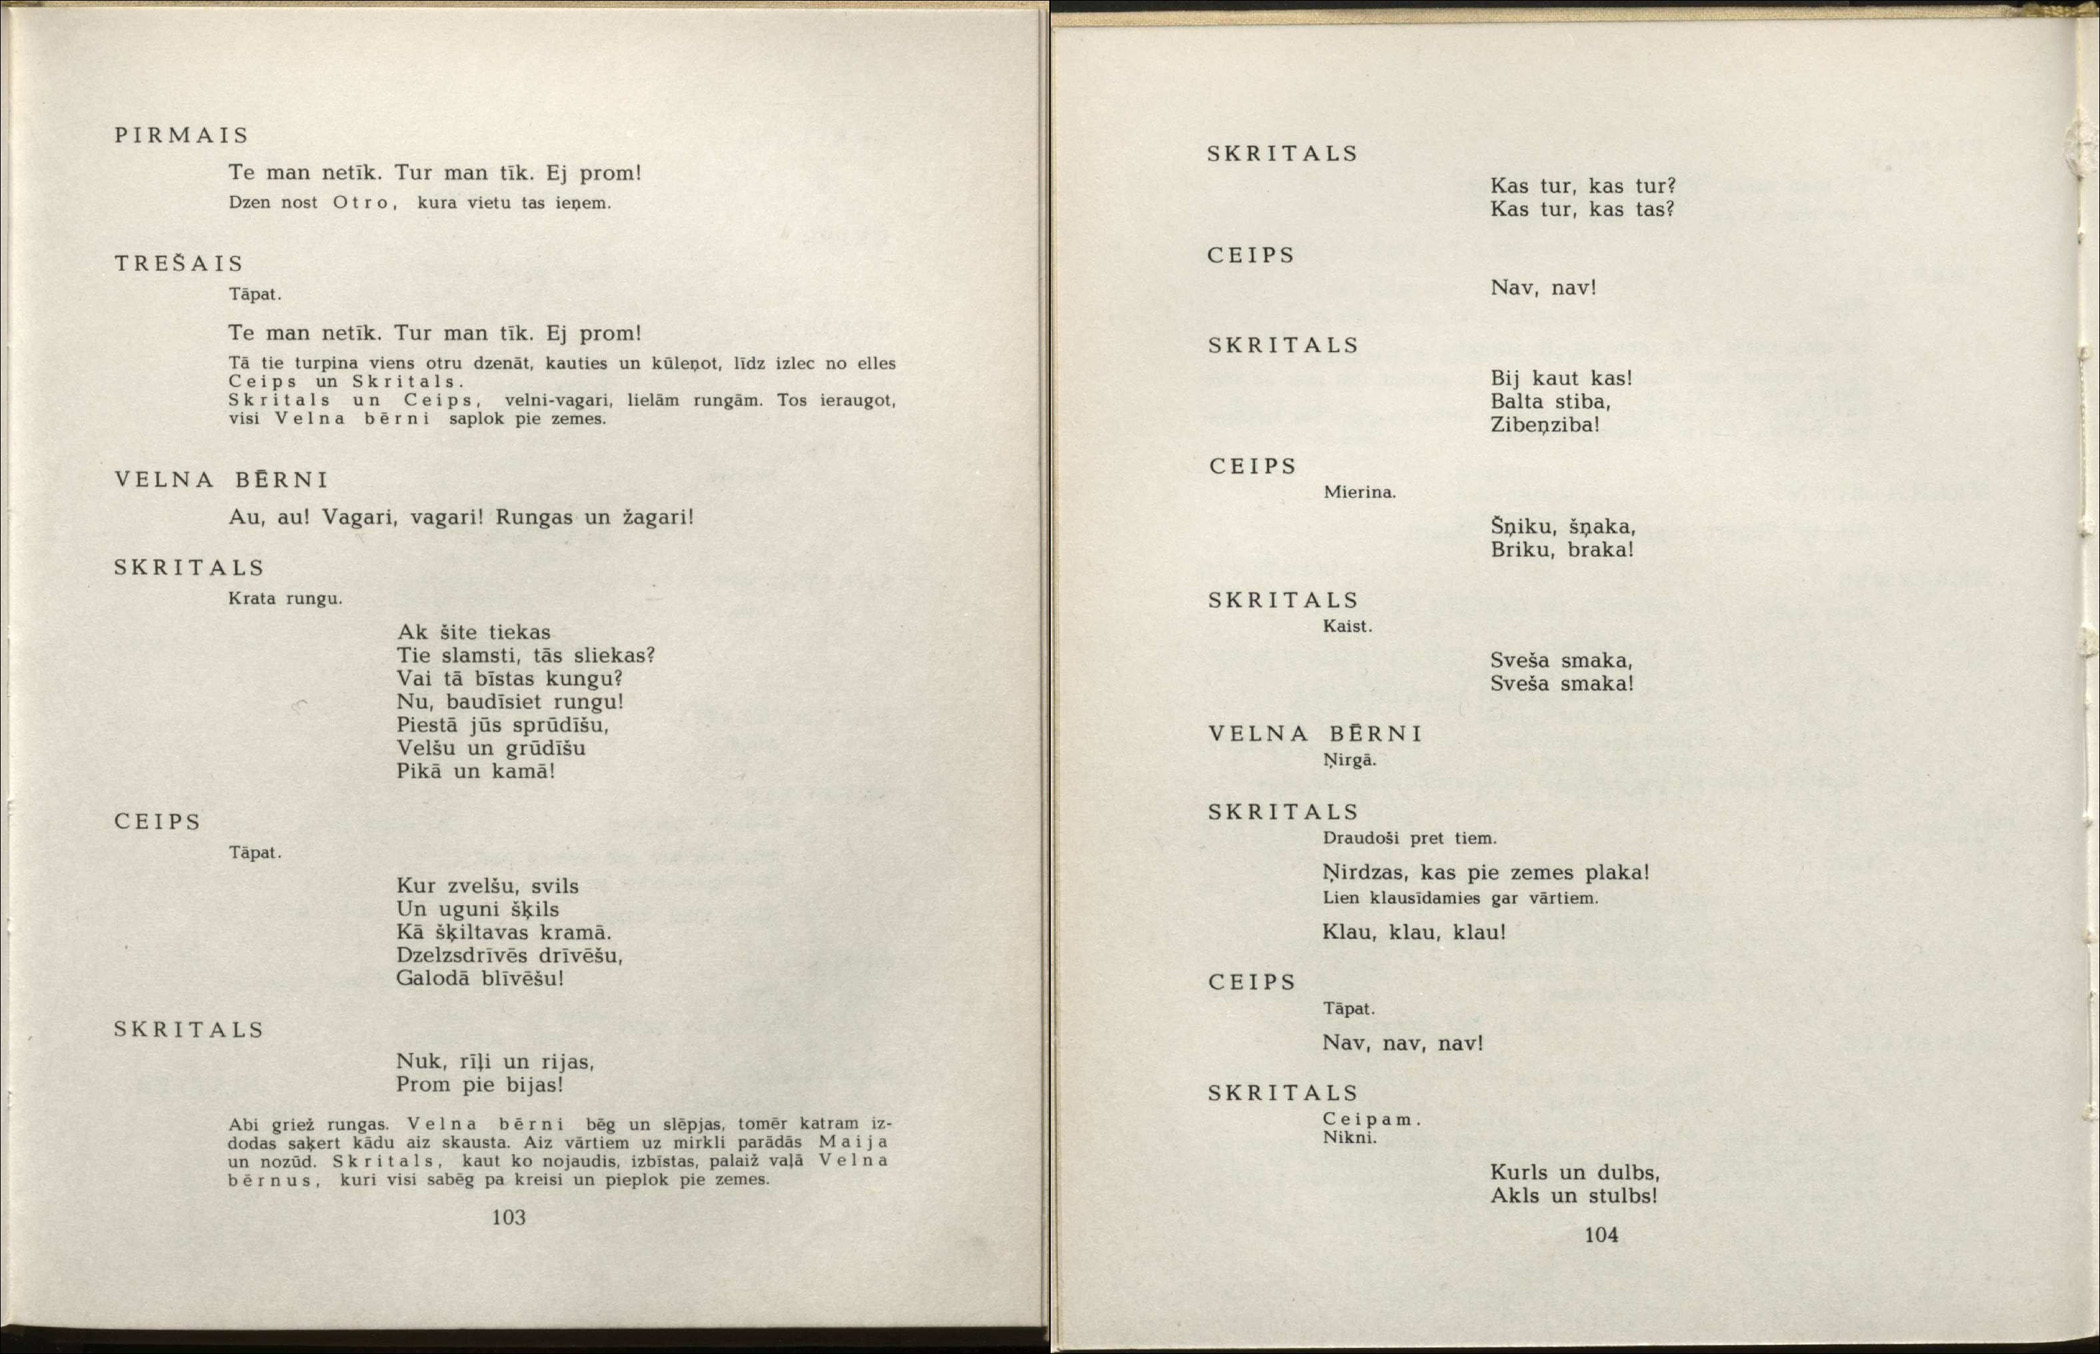 PIRMAIS
Te man netīk. Tur man tīk. Ej prom!
Dzen nost Otro, kura vietu tas ieņem.
TREŠAIS
Tāpat.
Te man netīk. Tur man tīk. Ej prom!
Tā tie turpina viens otru dzenāt, kauties un kūleņot, līdz izlec no elles
Ceips un Skritals.
Skritals un Ceips, velni-vagari, lielām rungām. Tos ieraugot,
visi Velna bērni saplok pie zemes.
VELNA BĒRNI
Au, au! Vagari, vagari! Rungas un žagari!
SKRITALS
Krata rungu.
Ak šite tiekas
Tie slamsti, tās sliekas?
Vai tā bīstas kungu?
Nu, baudīsiet rungu!
Piestā jūs sprūdīšu,
Velšu un grūdīšu
Pikā un kamā!
CEIPS
Tāpat.
Kur zvelšu, svils
Un uguni šķils
Kā šķiltavas kramā.
Dzelzsdrīvēs drīvēšu,
Galodā blīvēšu!
SKRITALS
Nuk, rīļi un rijas,
Prom pie bijas!
Abi griež rungas. Velna bērni bēg un slēpjas, tomēr katram iz-
dodas saķert kādu aiz skausta. Aiz vārtiem uz mirkli parādās Maija
un nozūd. Skritals, kaut ko nojaudis, izbīstas, palaiž vaļā Velna
bērnus, kuri visi sabēg pa kreisi un pieplok pie zemes.
103
SKRITALS
Kas tur, kas tur?
Kas tur, kas tas?
CEIPS
Nav, nav!
SKRITALS
Bij kaut kas!
Balta stiba,
Zibeņziba!
CEIPS
Mierina.
Šņiku, šņaka,
Briku, braka!
SKRITALS
Kaist.
Sveša smaka,
Sveša smaka!
VELNA BĒRNI
Ņirgā.
SKRITALS
Draudoši pret tiem.
Ņirdzas, kas pie zemes plaka!
Lien klausīdamies gar vārtiem.
Klau, klau, klau!
CEIPS
Tāpat.
Nav, nav, nav!
SKRITALS
Ceipam.
Nikni.
Kurls un dulbs,
Akls un stulbs!
104